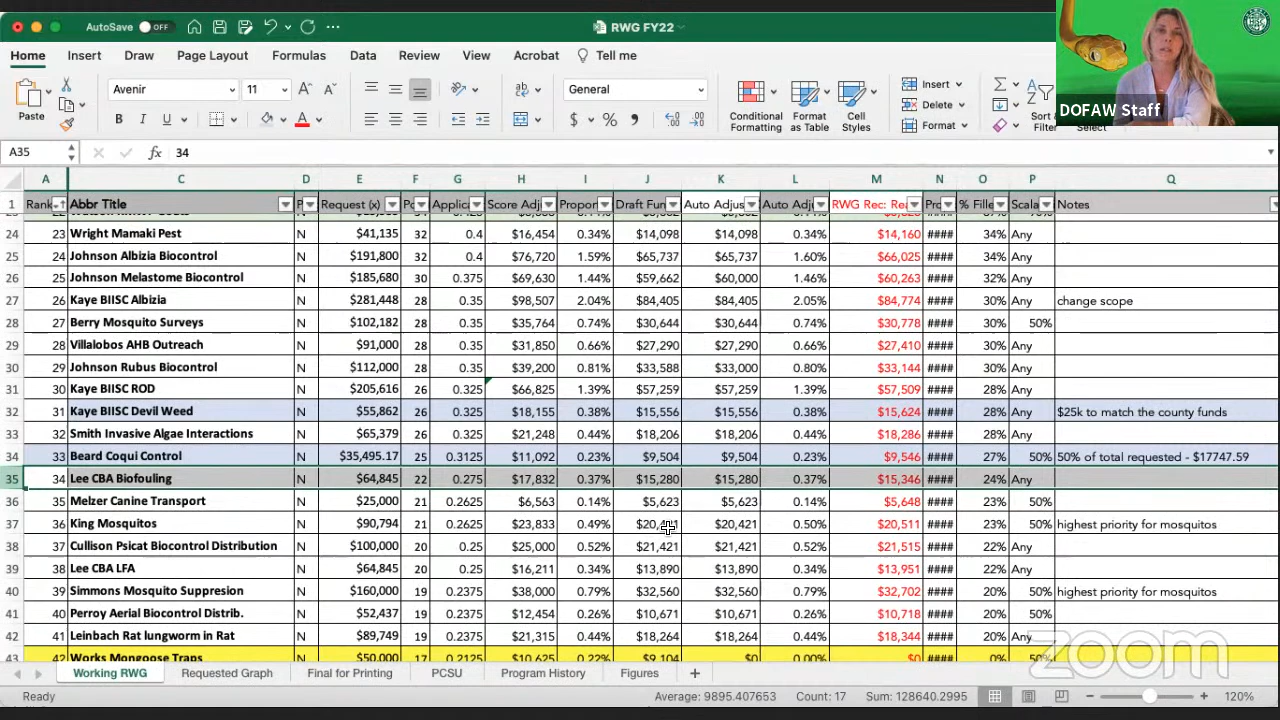 AutoSave OFF RWG FY22
Home Insert Draw Page Layout Formulas Data Review View Acrobat Tell me
Paste Avenir 11 General Conditional Formatting Format as Table Cell Styles Insert Delete Format Sort Filter Select
DOFAW Staff
A35 fx 34
A C D E F G H I J K L M N O P Q
1 Rank Abbr Title P Request (x) Po Applica Score Adj Propor Draft Fun Auto Adjus Auto Adj RWG Rec: Re Pro % Fille Scala Notes
24 23 Wright Mamaki Pest N $41,135 32 0.4 $16,454 0.34% $14,098 $14,098 0.34% $14,160 #### 34% Any
25 24 Johnson Albizia Biocontrol N $191,800 32 0.4 $76,720 1.59% $65,737 $65,737 1.60% $66,025 #### 34% Any
26 25 Johnson Melastome Biocontrol N $185,680 30 0.375 $69,630 1.44% $59,662 $60,000 1.46% $60,263 #### 32% Any
27 26 Kaye BIISC Albizia N $281,448 28 0.35 $98,507 2.04% $84,405 $84,405 2.05% $84,774 #### 30% Any change scope
28 27 Berry Mosquito Surveys N $102,182 28 0.35 $35,764 0.74% $30,644 $30,644 0.74% $30,778 #### 30% 50%
29 28 Villalobos AHB Outreach N $91,000 28 0.35 $31,850 0.66% $27,290 $27,290 0.66% $27,410 #### 30% Any
30 29 Johnson Rubus Biocontrol N $112,000 28 0.35 $39,200 0.81% $33,588 $33,000 0.80% $33,144 #### 30% Any
31 30 Kaye BIISC ROD N $205,616 26 0.325 $66,825 1.39% $57,259 $57,259 1.39% $57,509 #### 28% Any
32 31 Kaye BIISC Devil Weed N $55,862 26 0.325 $18,155 0.38% $15,556 $15,556 0.38% $15,624 #### 28% Any $25k to match the county funds
33 32 Smith Invasive Algae Interactions N $65,379 26 0.325 $21,248 0.44% $18,206 $18,206 0.44% $18,286 #### 28% Any
34 33 Beard Coqui Control N $35,495.17 25 0.3125 $11,092 0.23% $9,504 $9,504 0.23% $9,546 #### 27% 50% 50% of total requested - $17747.59
35 34 Lee CBA Biofouling N $64,845 22 0.275 $17,832 0.37% $15,280 $15,280 0.37% $15,346 #### 24% Any
36 35 Melzer Canine Transport N $25,000 21 0.2625 $6,563 0.14% $5,623 $5,623 0.14% $5,648 #### 23% 50%
37 36 King Mosquitos N $90,794 21 0.2625 $23,833 0.49% $20,421 0.50% $20,511 #### 23% 50% highest priority for mosquitos
38 37 Cullison Psicat Biocontrol Distribution N $100,000 20 0.25 $25,000 0.52% $21,421 $21,421 0.52% $21,515 #### 22% Any
39 38 Lee CBA LFA N $64,845 20 0.25 $16,211 0.34% $13,890 $13,890 0.34% $13,951 #### 22% Any
40 39 Simmons Mosquito Suppresion N $160,000 19 0.2375 $38,000 0.79% $32,560 $32,560 0.79% $32,702 #### 20% 50% highest priority for mosquitos
41 40 Perroy Aerial Biocontrol Distrib. N $52,437 19 0.2375 $12,454 0.26% $10,671 $10,671 0.26% $10,718 #### 20% 50%
42 41 Leinbach Rat lungworm in Rat N $89,749 19 0.2375 $21,315 0.44% $18,264 $18,264 0.44% $18,344 #### 20% Any
43 42 Works Mongoose Traps N $50,000 17 0.2125 $10,625 0.22% $9,104 $0 0.00% $0 #### 0% 50%
zoom
Working RWG Requested Graph Final for Printing PCSU Program History Figures +
Ready Average: 9895.407653 Count: 17 Sum: 128640.2995 120%